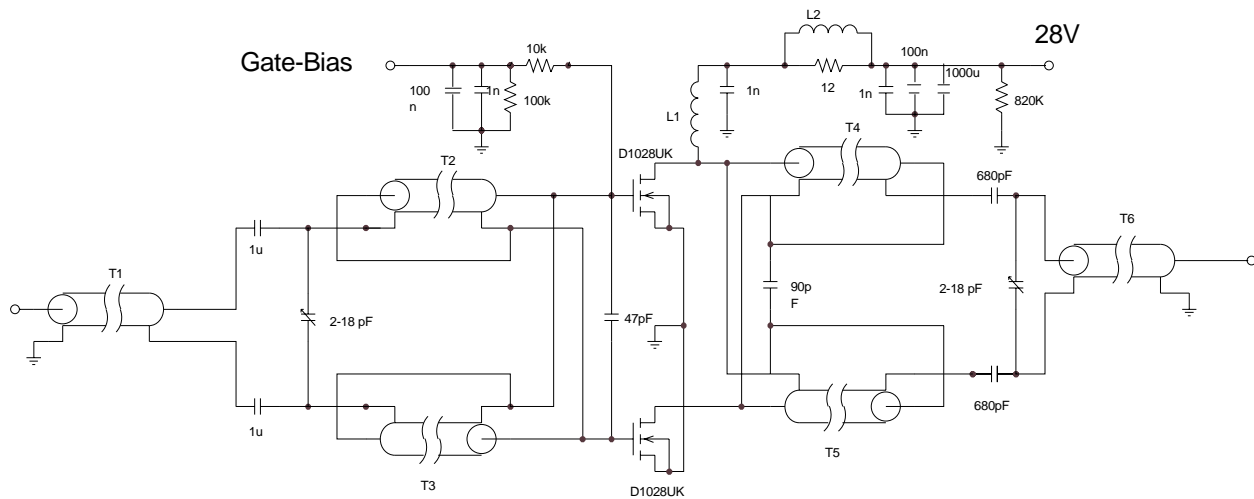 L2
10k
100n
28V
Gate-Bias
1000u
100
n
1n
100k
1n
12
1n
820K
L1
T4
D1028UK
T2
680pF
T6
1u
T1
90p
F
2-18 pF
2-18 pF
47pF
1u
680pF
T5
T3
D1028UK